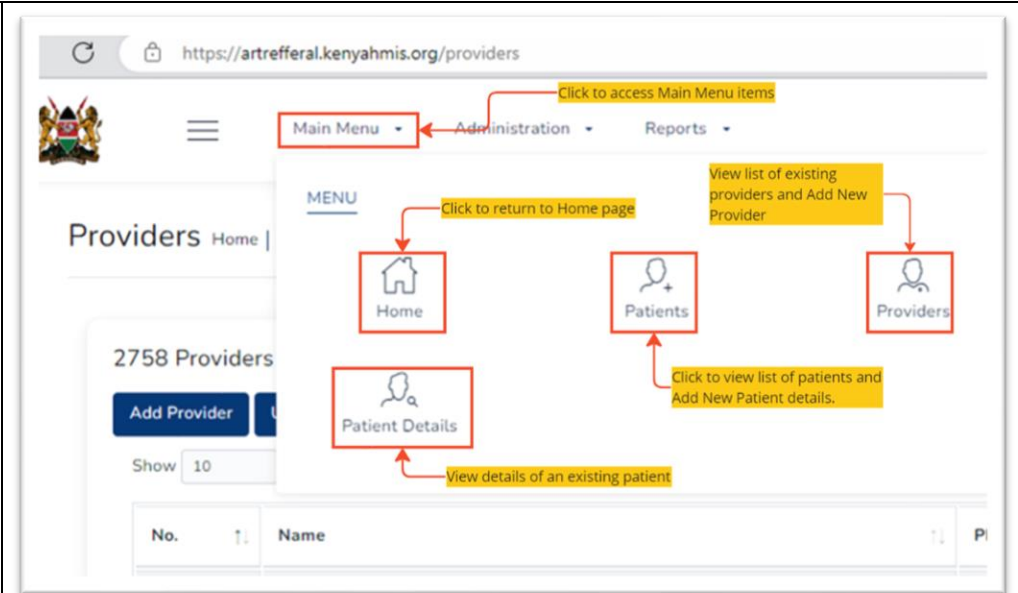 https://artrefferal.kenyahmis.org/providers
Click to access Main Menu items
Main Menu Administration Reports
View list of existing
providers and Add New
Provider
MENU
Click to return to Home page
Providers Home |
Home Patients Providers
2758 Providers
Click to view list of patients and
Add New Patient details.
Add Provider
Patient Details
Show 10
View details of an existing patient
No. Name